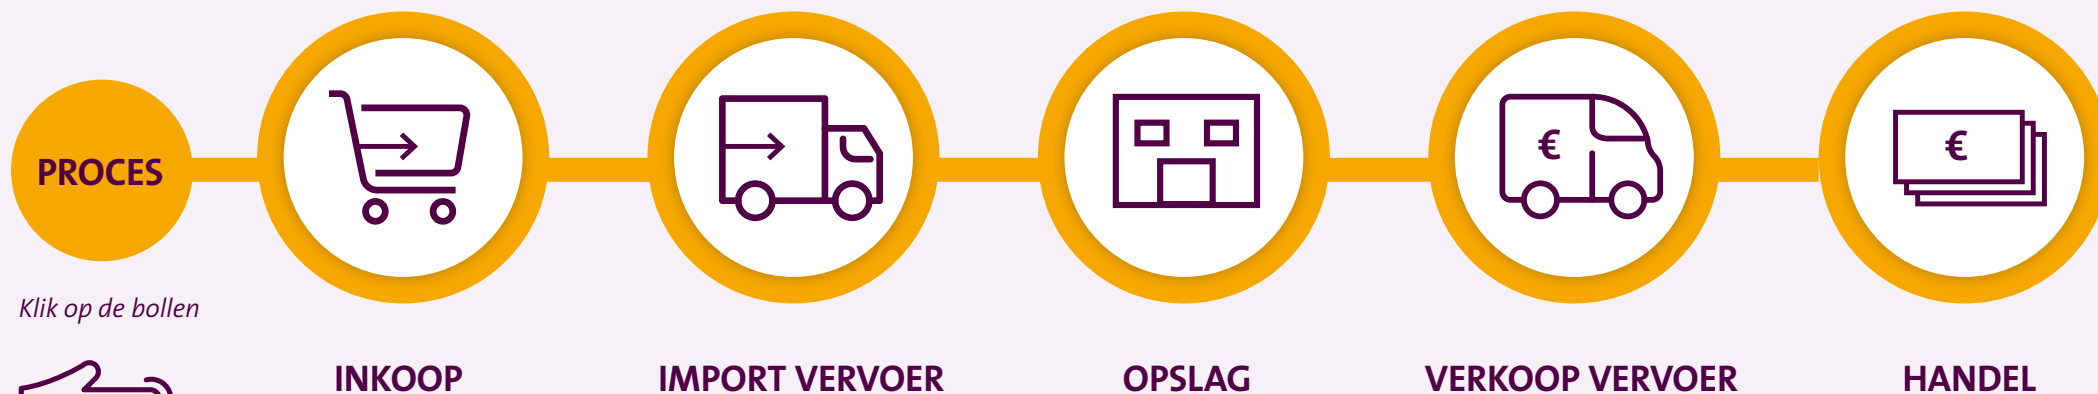 PROCES
€
€
Klik op de bollen
INKOOP
IMPORT VERVOER
OPSLAG
VERKOOP VERVOER
HANDEL